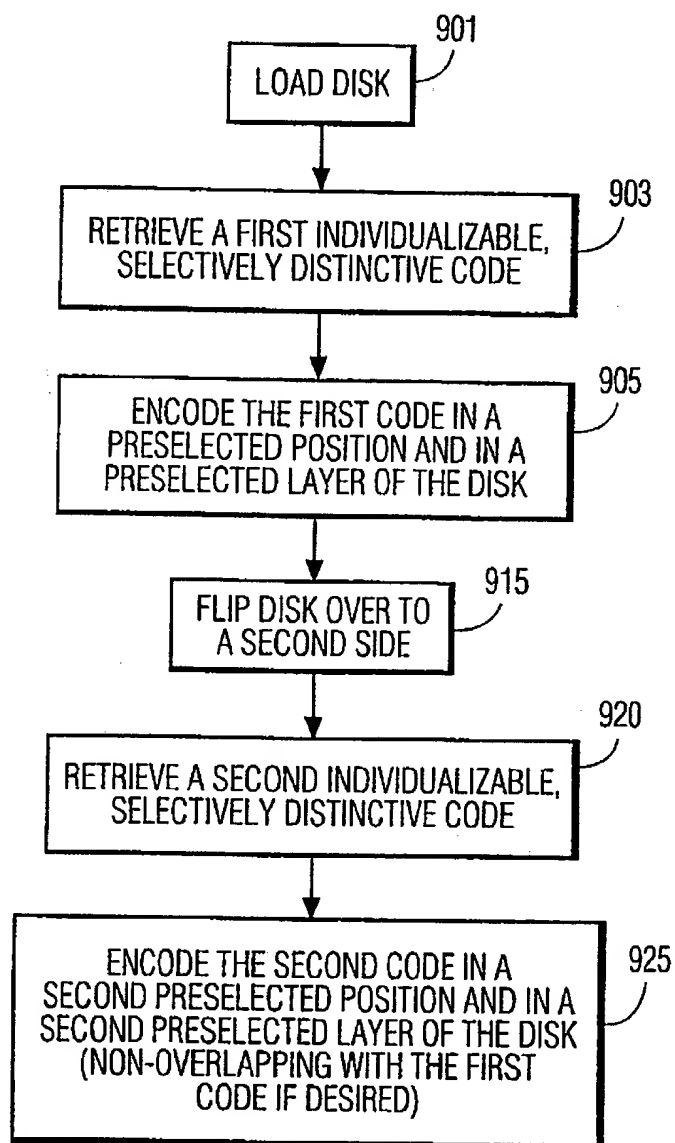 901
LOAD DISK
903
RETRIEVE A FIRST INDIVIDUALIZABLE,
SELECTIVELY DISTINCTIVE CODE
905
ENCODE THE FIRST CODE IN A
PRESELECTED POSITION AND IN A
PRESELECTED LAYER OF THE DISK
915
FLIP DISK OVER TO
A SECOND SIDE
920
RETRIEVE A SECOND INDIVIDUALIZABLE,
SELECTIVELY DISTINCTIVE CODE
925
ENCODE THE SECOND CODE IN A
SECOND PRESELECTED POSITION AND IN A
SECOND PRESELECTED LAYER OF THE DISK
(NON-OVERLAPPING WITH THE FIRST
CODE IF DESIRED)